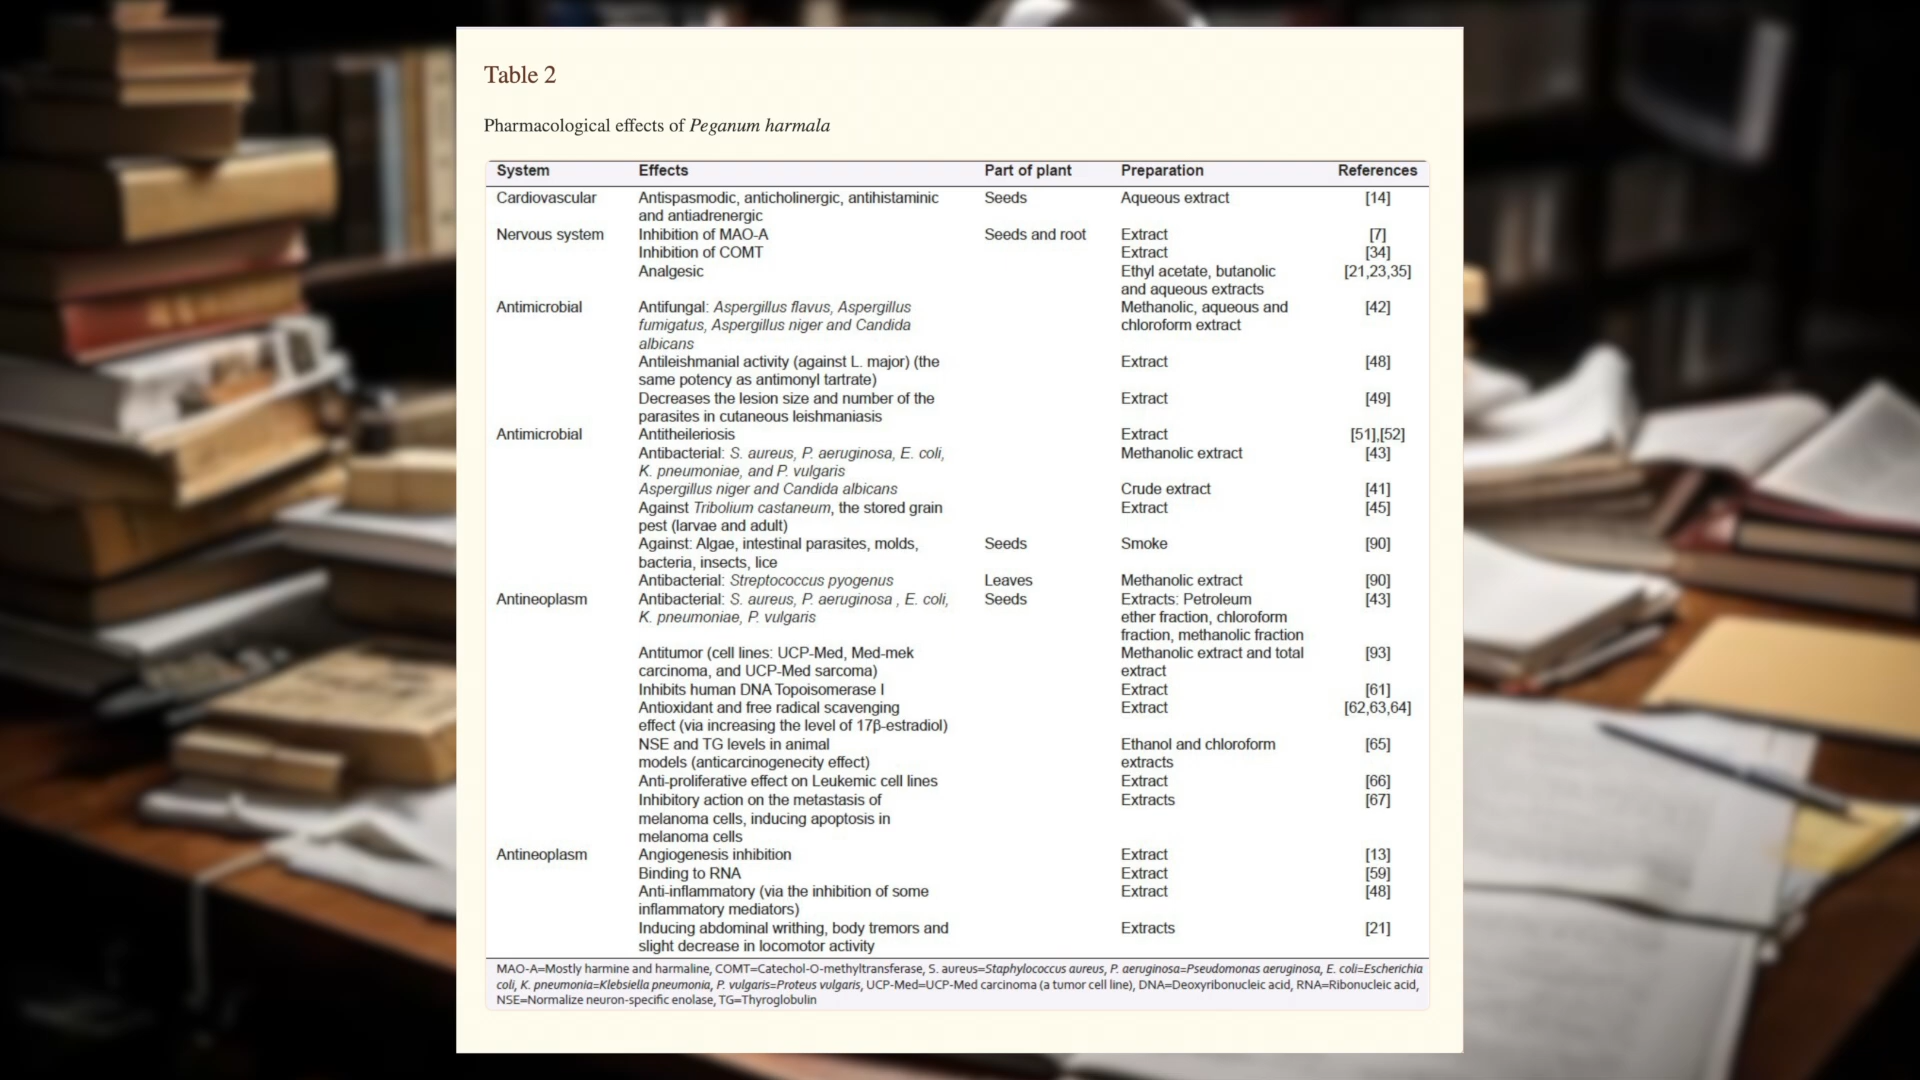 Table 2
Pharmacological effects of Peganum harmala
System Effects Part of plant Preparation References
Cardiovascular Antispasmodic, anticholinergic, antihistaminic Seeds Aqueous extract [14]
and antiadrenergic
Nervous system Inhibition of MAO-A Seeds and root Extract [7]
Inhibition of COMT Extract [34]
Analgesic Ethyl acetate, butanolic [21,23,35]
and aqueous extracts
Antimicrobial Antifungal: Aspergillus flavus, Aspergillus Methanolic, aqueous and [42]
fumigatus, Aspergillus niger and Candida chloroform extract
albicans
Antileishmanial activity (against L. major) (the Extract [48]
same potency as antimonyl tartrate)
Decreases the lesion size and number of the Extract [49]
parasites in cutaneous leishmaniasis
Antimicrobial Antitheileriosis Extract [51],[52]
Antibacterial: S. aureus, P. aeruginosa, E. coli, Methanolic extract [43]
K. pneumoniae, and P. vulgaris
Aspergillus niger and Candida albicans Crude extract [41]
Against Tribolium castaneum, the stored grain Extract [45]
pest (larvae and adult)
Against: Algae, intestinal parasites, molds, Seeds Smoke [90]
bacteria, insects, lice
Antibacterial: Streptococcus pyogenus Leaves Methanolic extract [90]
Antineoplasm Antibacterial: S. aureus, P. aeruginosa , E. coli, Seeds Extracts: Petroleum [43]
K. pneumoniae, P. vulgaris ether fraction, chloroform
fraction, methanolic fraction
Antitumor (cell lines: UCP-Med, Med-mek Methanolic extract and total [93]
carcinoma, and UCP-Med sarcoma) extract
Inhibits human DNA Topoisomerase I Extract [61]
Antioxidant and free radical scavenging Extract [62,63,64]
effect (via increasing the level of 17β-estradiol)
NSE and TG levels in animal Ethanol and chloroform [65]
models (anticarcinogenecity effect) extracts
Anti-proliferative effect on Leukemic cell lines Extract [66]
Inhibitory action on the metastasis of Extracts [67]
melanoma cells, inducing apoptosis in
melanoma cells
Antineoplasm Angiogenesis inhibition Extract [13]
Binding to RNA Extract [59]
Anti-inflammatory (via the inhibition of some Extract [48]
inflammatory mediators)
Inducing abdominal writhing, body tremors and Extracts [21]
slight decrease in locomotor activity
MAO-A=Mostly harmine and harmaline, COMT=Catechol-O-methyltransferase, S. aureus=Staphylococcus aureus, P. aeruginosa=Pseudomonas aeruginosa, E. coli=Escherichia
coli, K. pneumonia=Klebsiella pneumonia, P. vulgaris=Proteus vulgaris, UCP-Med=UCP-Med carcinoma (a tumor cell line), DNA=Deoxyribonucleic acid, RNA=Ribonucleic acid,
NSE=Normalize neuron-specific enolase, TG=Thyroglobulin